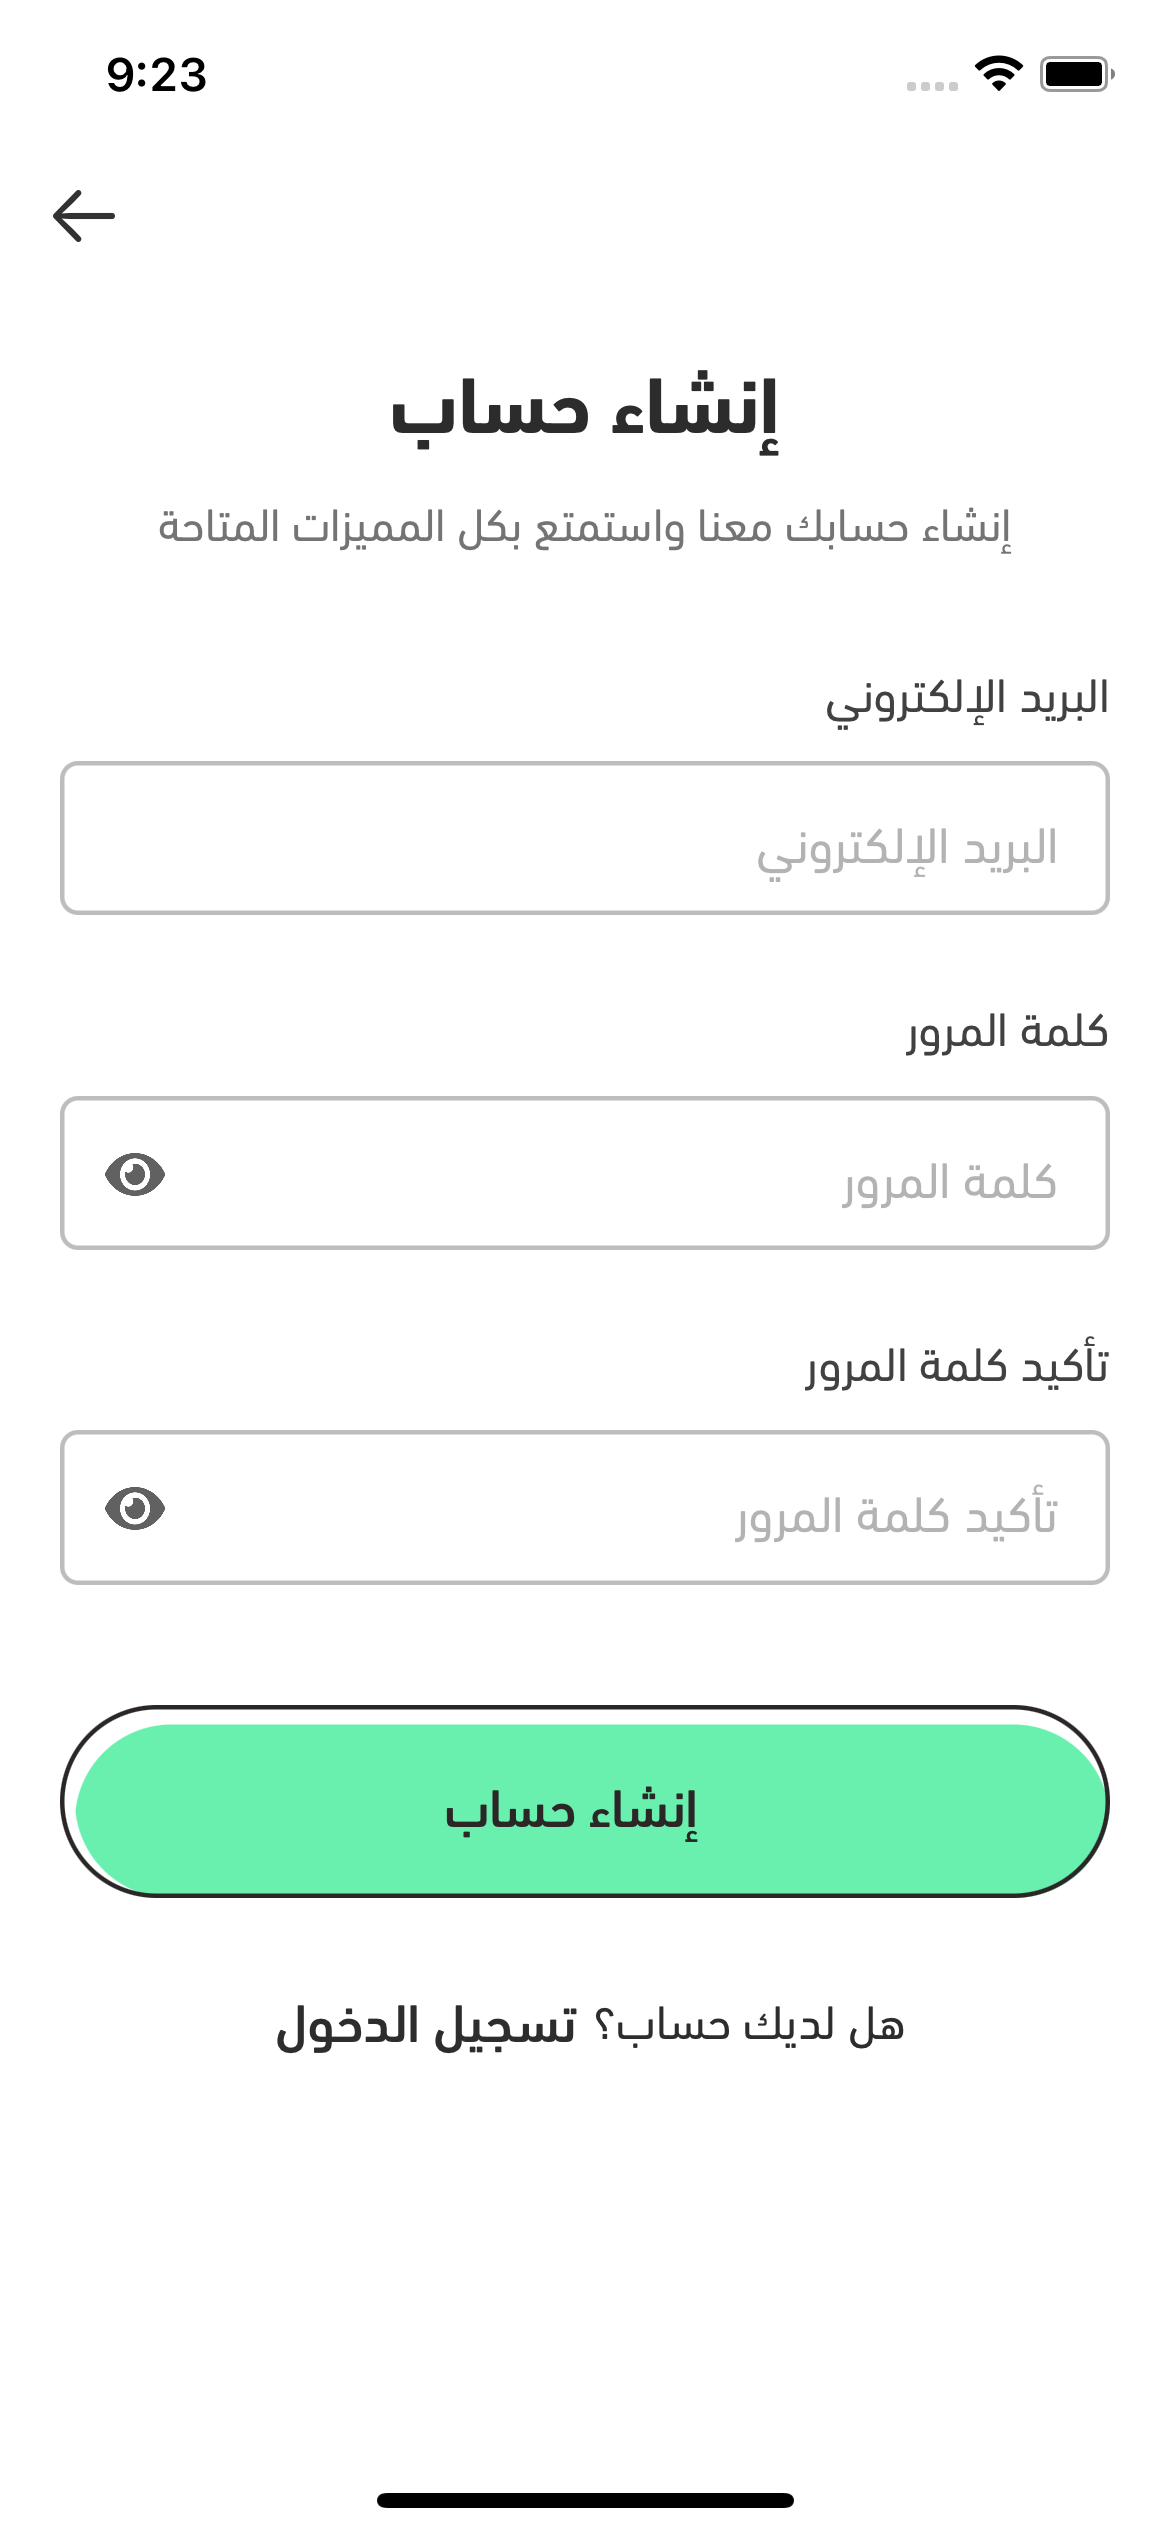 9:23
إنشاء حساب
إنشاء حسابك معنا واستمتع بكل المميزات المتاحة
البريد الإلكتروني
البريد الإلكتروني
كلمة المرور
كلمة المرور
تأكيد كلمة المرور
تأكيد كلمة المرور
إنشاء حساب
هل لديك حساب؟ تسجيل الدخول